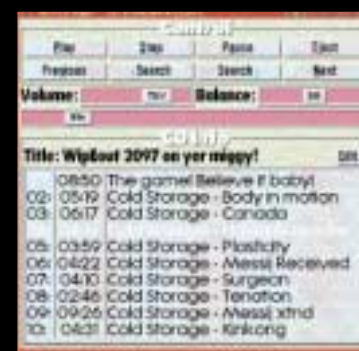 Control
Play Stop Pause Eject
Previous Search Search Next
Volume: Balance:
Title: Wip3out 2097 on yer miggy!
08:50 The game! Believe it baby!
02: 05:19 Cold Storage - Body in motion
03: 06:17 Cold Storage - Canada
05: 03:59 Cold Storage - Plasticity
06: 04:22 Cold Storage - Messij Received
07: 04:10 Cold Storage - Surgeon
08: 02:46 Cold Storage - Tenation
09: 09:26 Cold Storage - Messij xtnd
10: 04:31 Cold Storage - Kinkong